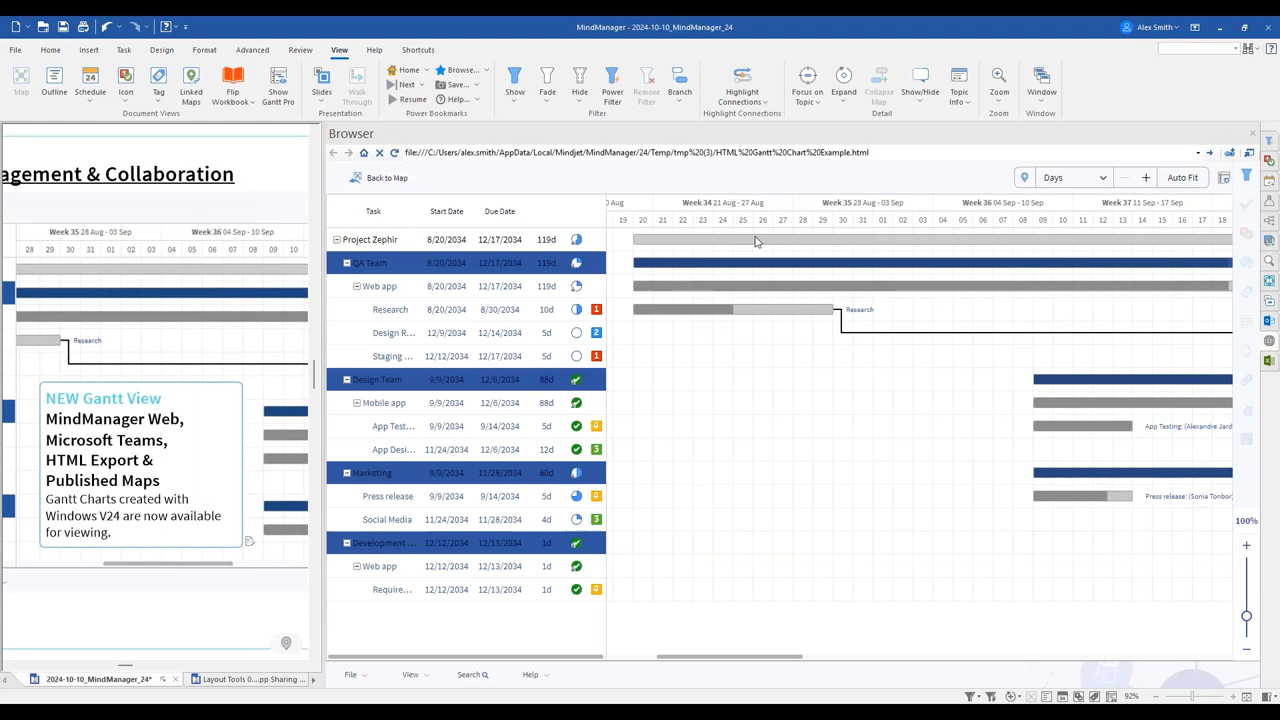 MindManager - 2024-10-10_MindManager_24
Alex Smith
File Home Insert Task Design Format Advanced Review View Help Shortcuts
Map Outline Schedule Icon Tag Linked Maps Flip Workbook Show Gantt Pro
Document Views
Slides Walk Through
Presentation
Home Browse...
Next Save...
Resume Help...
Power Bookmarks
Show Fade Hide Power Filter Remove Filter Branch
Filter
Highlight Connections
Highlight Connections
Focus on Topic Expand Collapse Map Show/Hide Topic Info
Detail
Zoom
Zoom
Window
Window
agement & Collaboration
Week 35 28 Aug - 03 Sep Week 36 04 Sep - 10 Sep
28 29 30 31 01 02 03 04 05 06 07 08 09 10
Research
NEW Gantt View
MindManager Web,
Microsoft Teams,
HTML Export &
Published Maps
Gantt Charts created with
Windows V24 are now available
for viewing.
Browser
file:///C:/Users/alex.smith/AppData/Local/Mindjet/MindManager/24/Temp/tmp%20(3)/HTML%20Gantt%20Chart%20Example.html
Back to Map
Days
Auto Fit
Task Start Date Due Date
0 Aug Week 34 21 Aug - 27 Aug Week 35 28 Aug - 03 Sep Week 36 04 Sep - 10 Sep Week 37 11 Sep - 17 Sep
19 20 21 22 23 24 25 26 27 28 29 30 31 01 02 03 04 05 06 07 08 09 10 11 12 13 14 15 16 17 18
Project Zephir 8/20/2034 12/17/2034 119d
QA Team 8/20/2034 12/17/2034 119d
Web app 8/20/2034 12/17/2034 119d
Research 8/20/2034 8/30/2034 10d 1
Research
Design R... 12/9/2034 12/14/2034 5d 2
Staging ... 12/12/2034 12/17/2034 5d 1
Design Team 9/9/2034 12/6/2034 88d
Mobile app 9/9/2034 12/6/2034 88d
App Test... 9/9/2034 9/14/2034 5d 4
App Testing: (Alexandre Jard
App Desi... 11/24/2034 12/6/2034 12d 3
Marketing 9/9/2034 11/28/2034 80d
Press release 9/9/2034 9/14/2034 5d 4
Press release: (Sonia Tonbor
Social Media 11/24/2034 11/28/2034 4d 3
Development ... 12/12/2034 12/13/2034 1d
Web app 12/12/2034 12/13/2034 1d
Require... 12/12/2034 12/13/2034 1d 4
100%
File View Search Help
2024-10-10_MindManager_24* Layout Tools 0....pp Sharing ...
92%